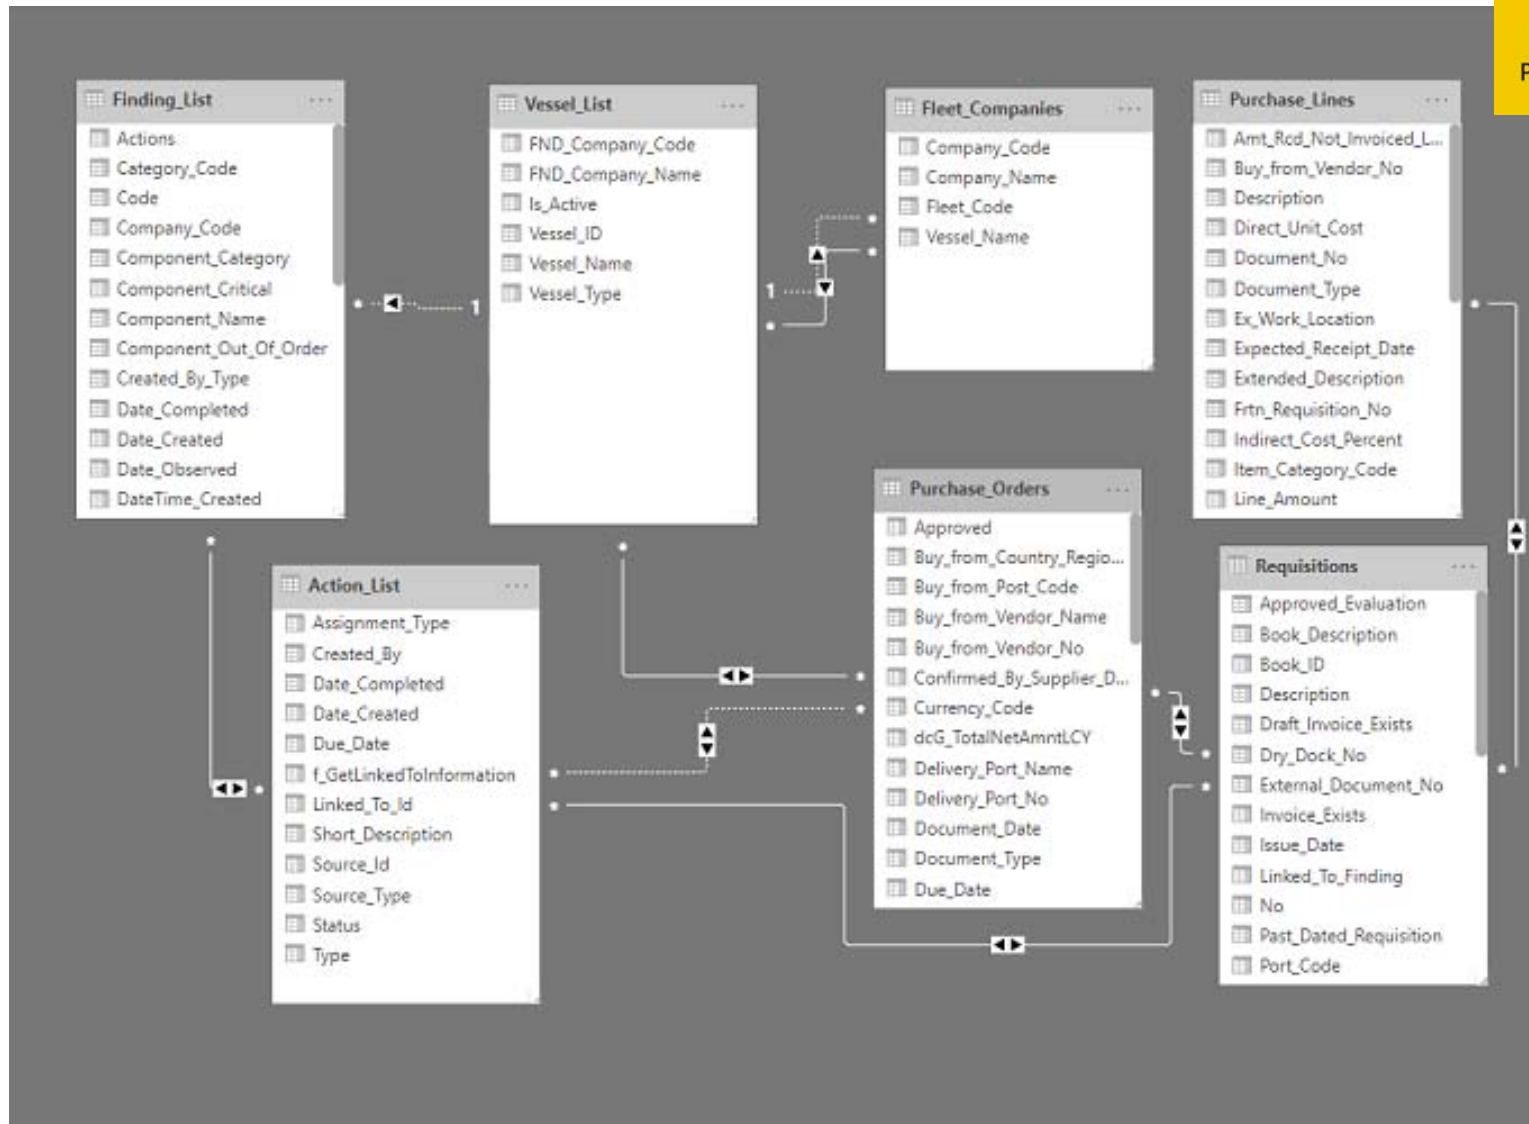 P
Finding_List
Actions
Category_Code
Code
Company_Code
Component_Category
Component_Critical
Component_Name
Component_Out_Of_Order
Created_By_Type
Date_Completed
Date_Created
Date_Observed
DateTime_Created
Vessel_List
FND_Company_Code
FND_Company_Name
Is_Active
Vessel_ID
Vessel_Name
Vessel_Type
Fleet_Companies
Company_Code
Company_Name
Fleet_Code
Vessel_Name
Purchase_Lines
Amt_Rcd_Not_Invoiced_L...
Buy_from_Vendor_No
Description
Direct_Unit_Cost
Document_No
Document_Type
Ex_Work_Location
Expected_Receipt_Date
Extended_Description
Frtn_Requisition_No
Indirect_Cost_Percent
Item_Category_Code
Line_Amount
1
1
Action_List
Assignment_Type
Created_By
Date_Completed
Date_Created
Due_Date
f_GetLinkedToInformation
Linked_To_Id
Short_Description
Source_Id
Source_Type
Status
Type
Purchase_Orders
Approved
Buy_from_Country_Regio...
Buy_from_Post_Code
Buy_from_Vendor_Name
Buy_from_Vendor_No
Confirmed_By_Supplier_D...
Currency_Code
dcG_TotalNetAmntLCY
Delivery_Port_Name
Delivery_Port_No
Document_Date
Document_Type
Due_Date
Requisitions
Approved_Evaluation
Book_Description
Book_ID
Description
Draft_Invoice_Exists
Dry_Dock_No
External_Document_No
Invoice_Exists
Issue_Date
Linked_To_Finding
No
Past_Dated_Requisition
Port_Code